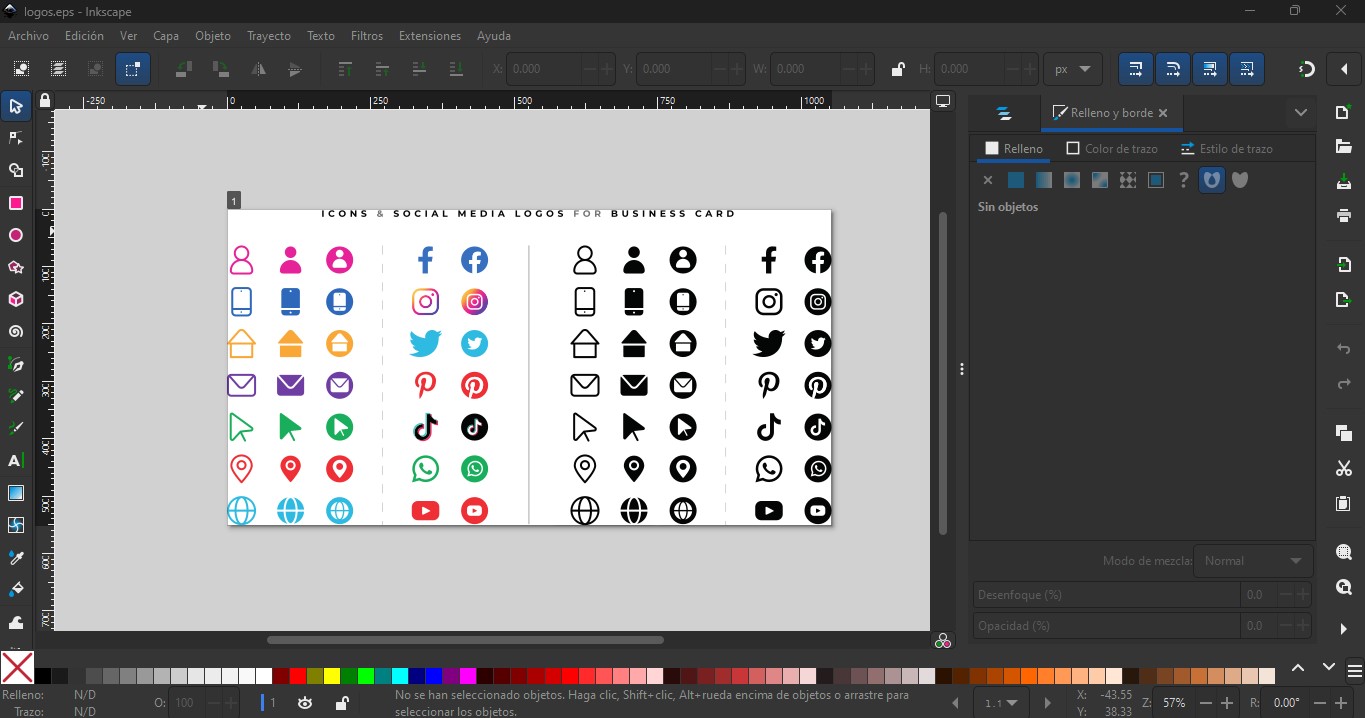 logos.eps - Inkscape
Archivo Edición Ver Capa Objeto Trayecto Texto Filtros Extensiones Ayuda
X: 0.000 Y: 0.000 W: 0.000 H: 0.000 px
-250 0 250 500 750 1000
Relleno y borde
Relleno Color de trazo Estilo de trazo
Sin objetos
1
ICONS & SOCIAL MEDIA LOGOS FOR BUSINESS CARD
Modo de mezcla: Normal
Desenfoque (%) 0.0
Opacidad (%) 0.0
Relleno: N/D
Trazo: N/D
O: 100
1
No se han seleccionado objetos. Haga clic, Shift+clic, Alt+rueda encima de objetos o arrastre para
seleccionar los objetos.
1.1
X: -43.55
Y: 38.33
Z: 57%
R: 0.00°